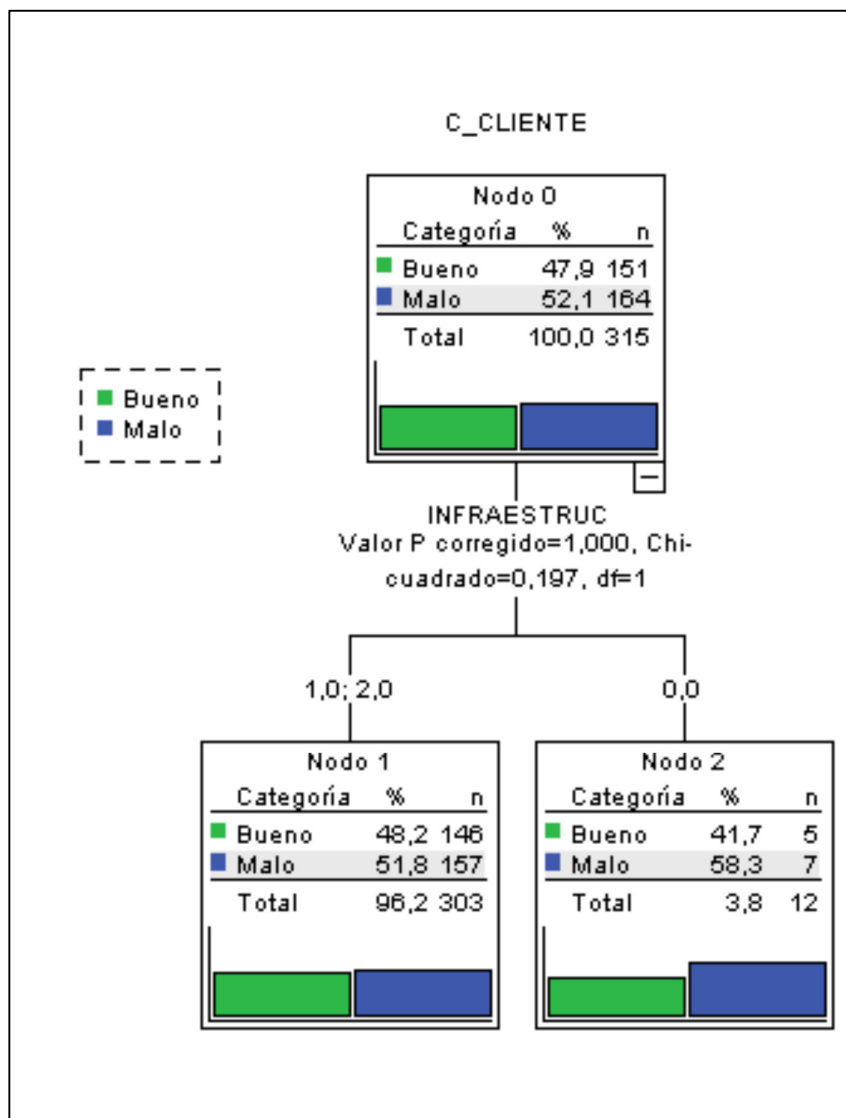 C_CLIENTE
Nodo 0
Categoría % n
Bueno 47,9 151
Malo 52,1 164
Total 100,0 315
Bueno
Malo
INFRAESTRUC
Valor P corregido=1,000, Chi-
cuadrado=0,197, df=1
1,0; 2,0
0,0
Nodo 1
Categoría % n
Bueno 48,2 146
Malo 51,8 157
Total 96,2 303
Nodo 2
Categoría % n
Bueno 41,7 5
Malo 58,3 7
Total 3,8 12